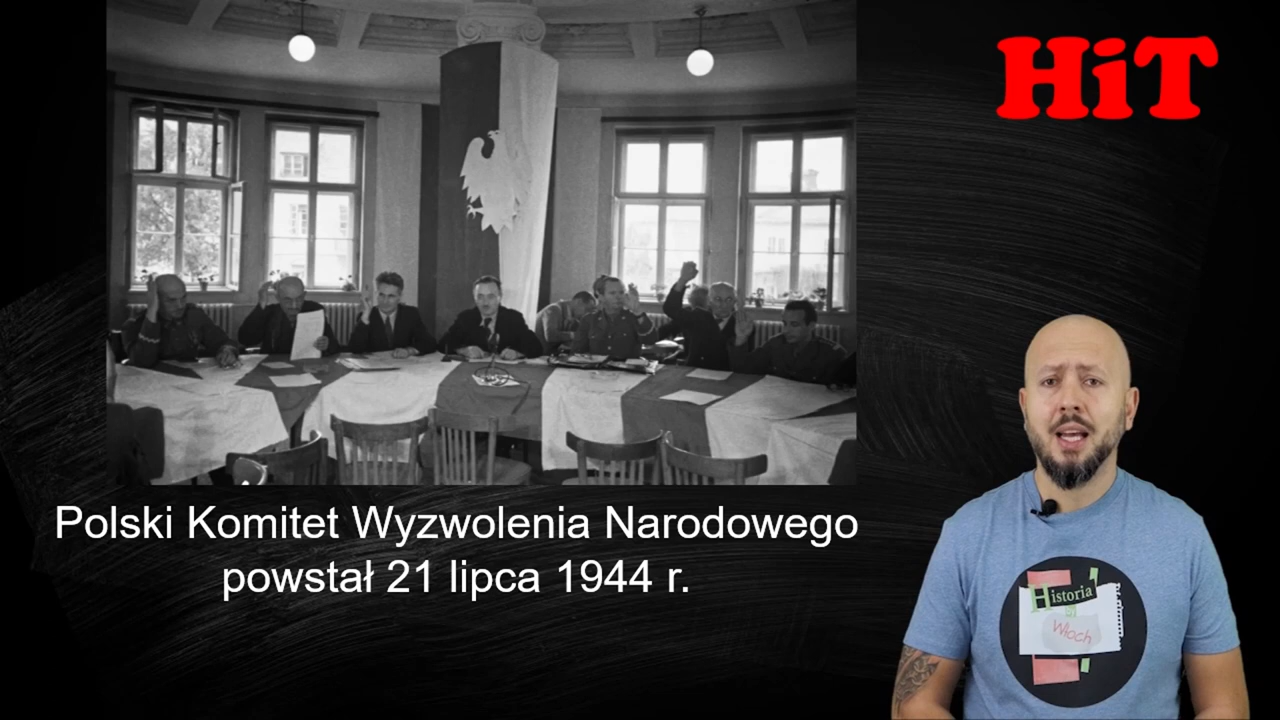 HiT
Polski Komitet Wyzwolenia Narodowego
powstał 21 lipca 1944 r.
Historia
Włoch